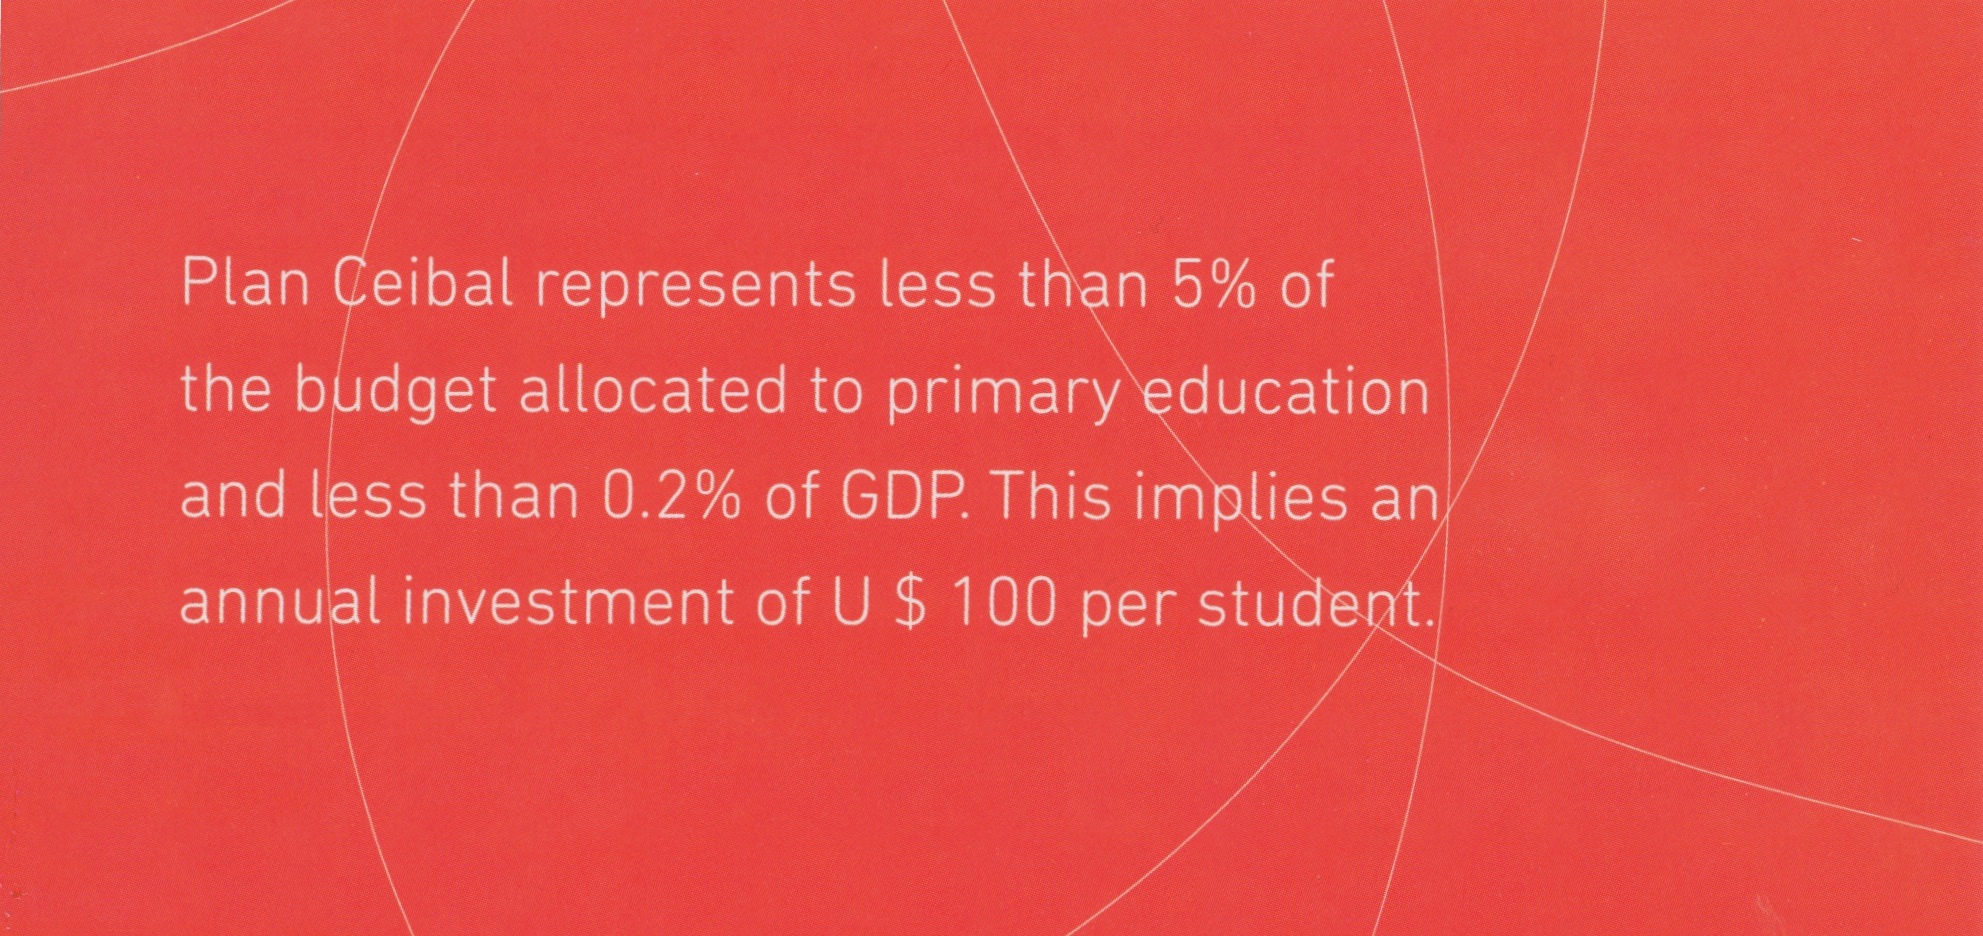 Plan Ceibal represents less than 5% of
the budget allocated to primary education
and less than 0.2% of GDP. This implies an
annual investment of U $ 100 per student.